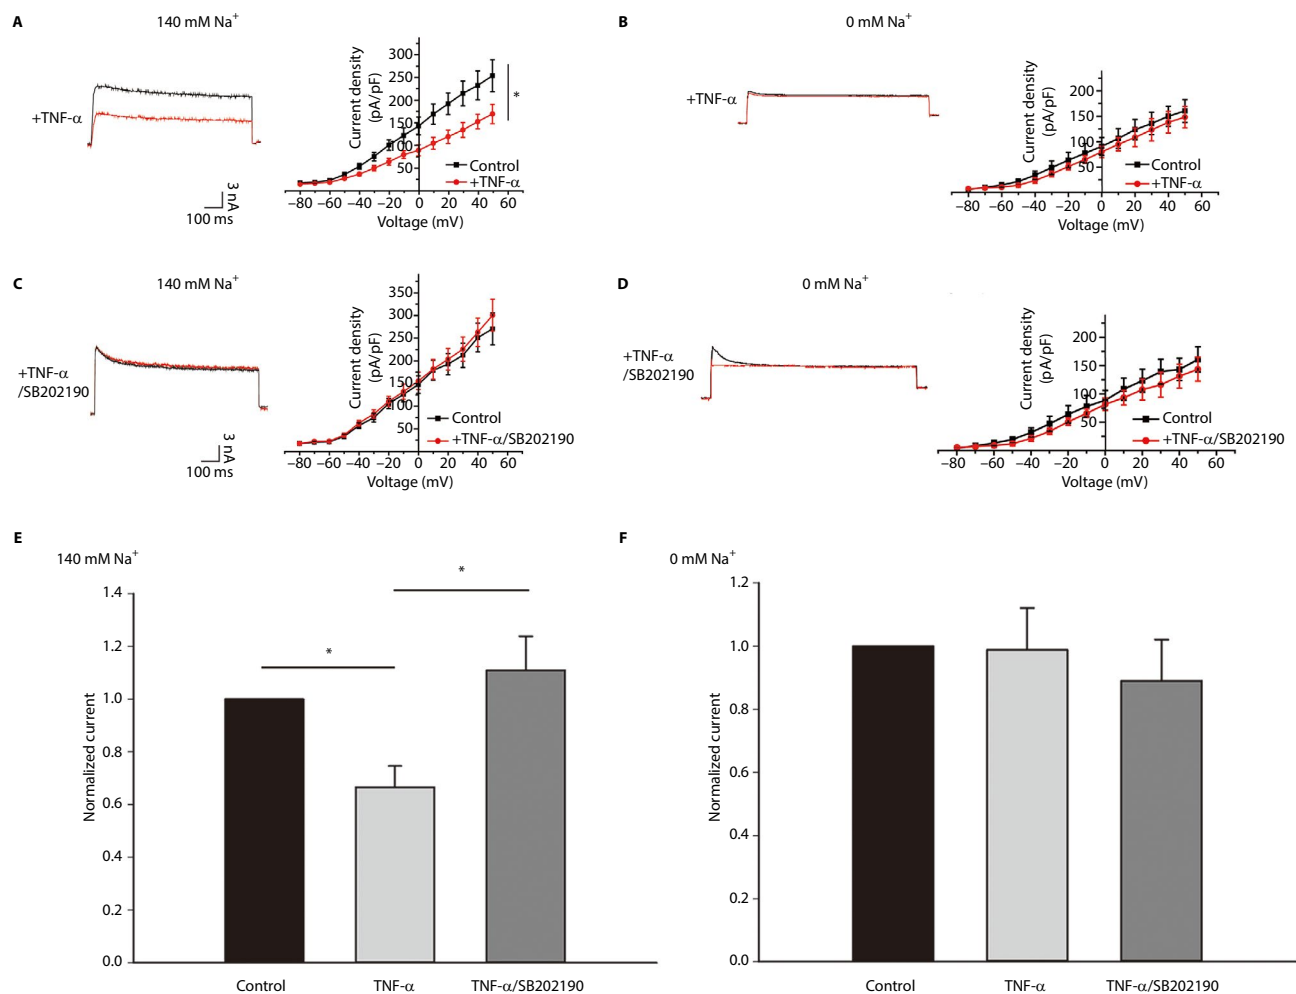 A
140 mM Na+
+TNF-α
3 nA
100 ms
Current density
(pA/pF)
300
250
200
150
100
50
*
Control
+TNF-α
−80 −60 −40 −20 0 20 40 60
Voltage (mV)
B
0 mM Na+
+TNF-α
Current density
(pA/pF)
200
150
100
50
Control
+TNF-α
−80 −60 −40 −20 0 20 40 60
Voltage (mV)
C
140 mM Na+
+TNF-α
/SB202190
3 nA
100 ms
Current density
(pA/pF)
350
300
250
200
150
100
50
Control
+TNF-α/SB202190
−80 −60 −40 −20 0 20 40 60
Voltage (mV)
D
0 mM Na+
+TNF-α
/SB202190
Current density
(pA/pF)
200
150
100
50
Control
+TNF-α/SB202190
−80 −60 −40 −20 0 20 40 60
Voltage (mV)
E
140 mM Na+
Normalized current
1.4
1.2
1.0
0.8
0.6
0.4
0.2
0.0
*
*
Control TNF-α TNF-α/SB202190
F
0 mM Na+
Normalized current
1.2
1.0
0.8
0.6
0.4
0.2
0.0
Control TNF-α TNF-α/SB202190